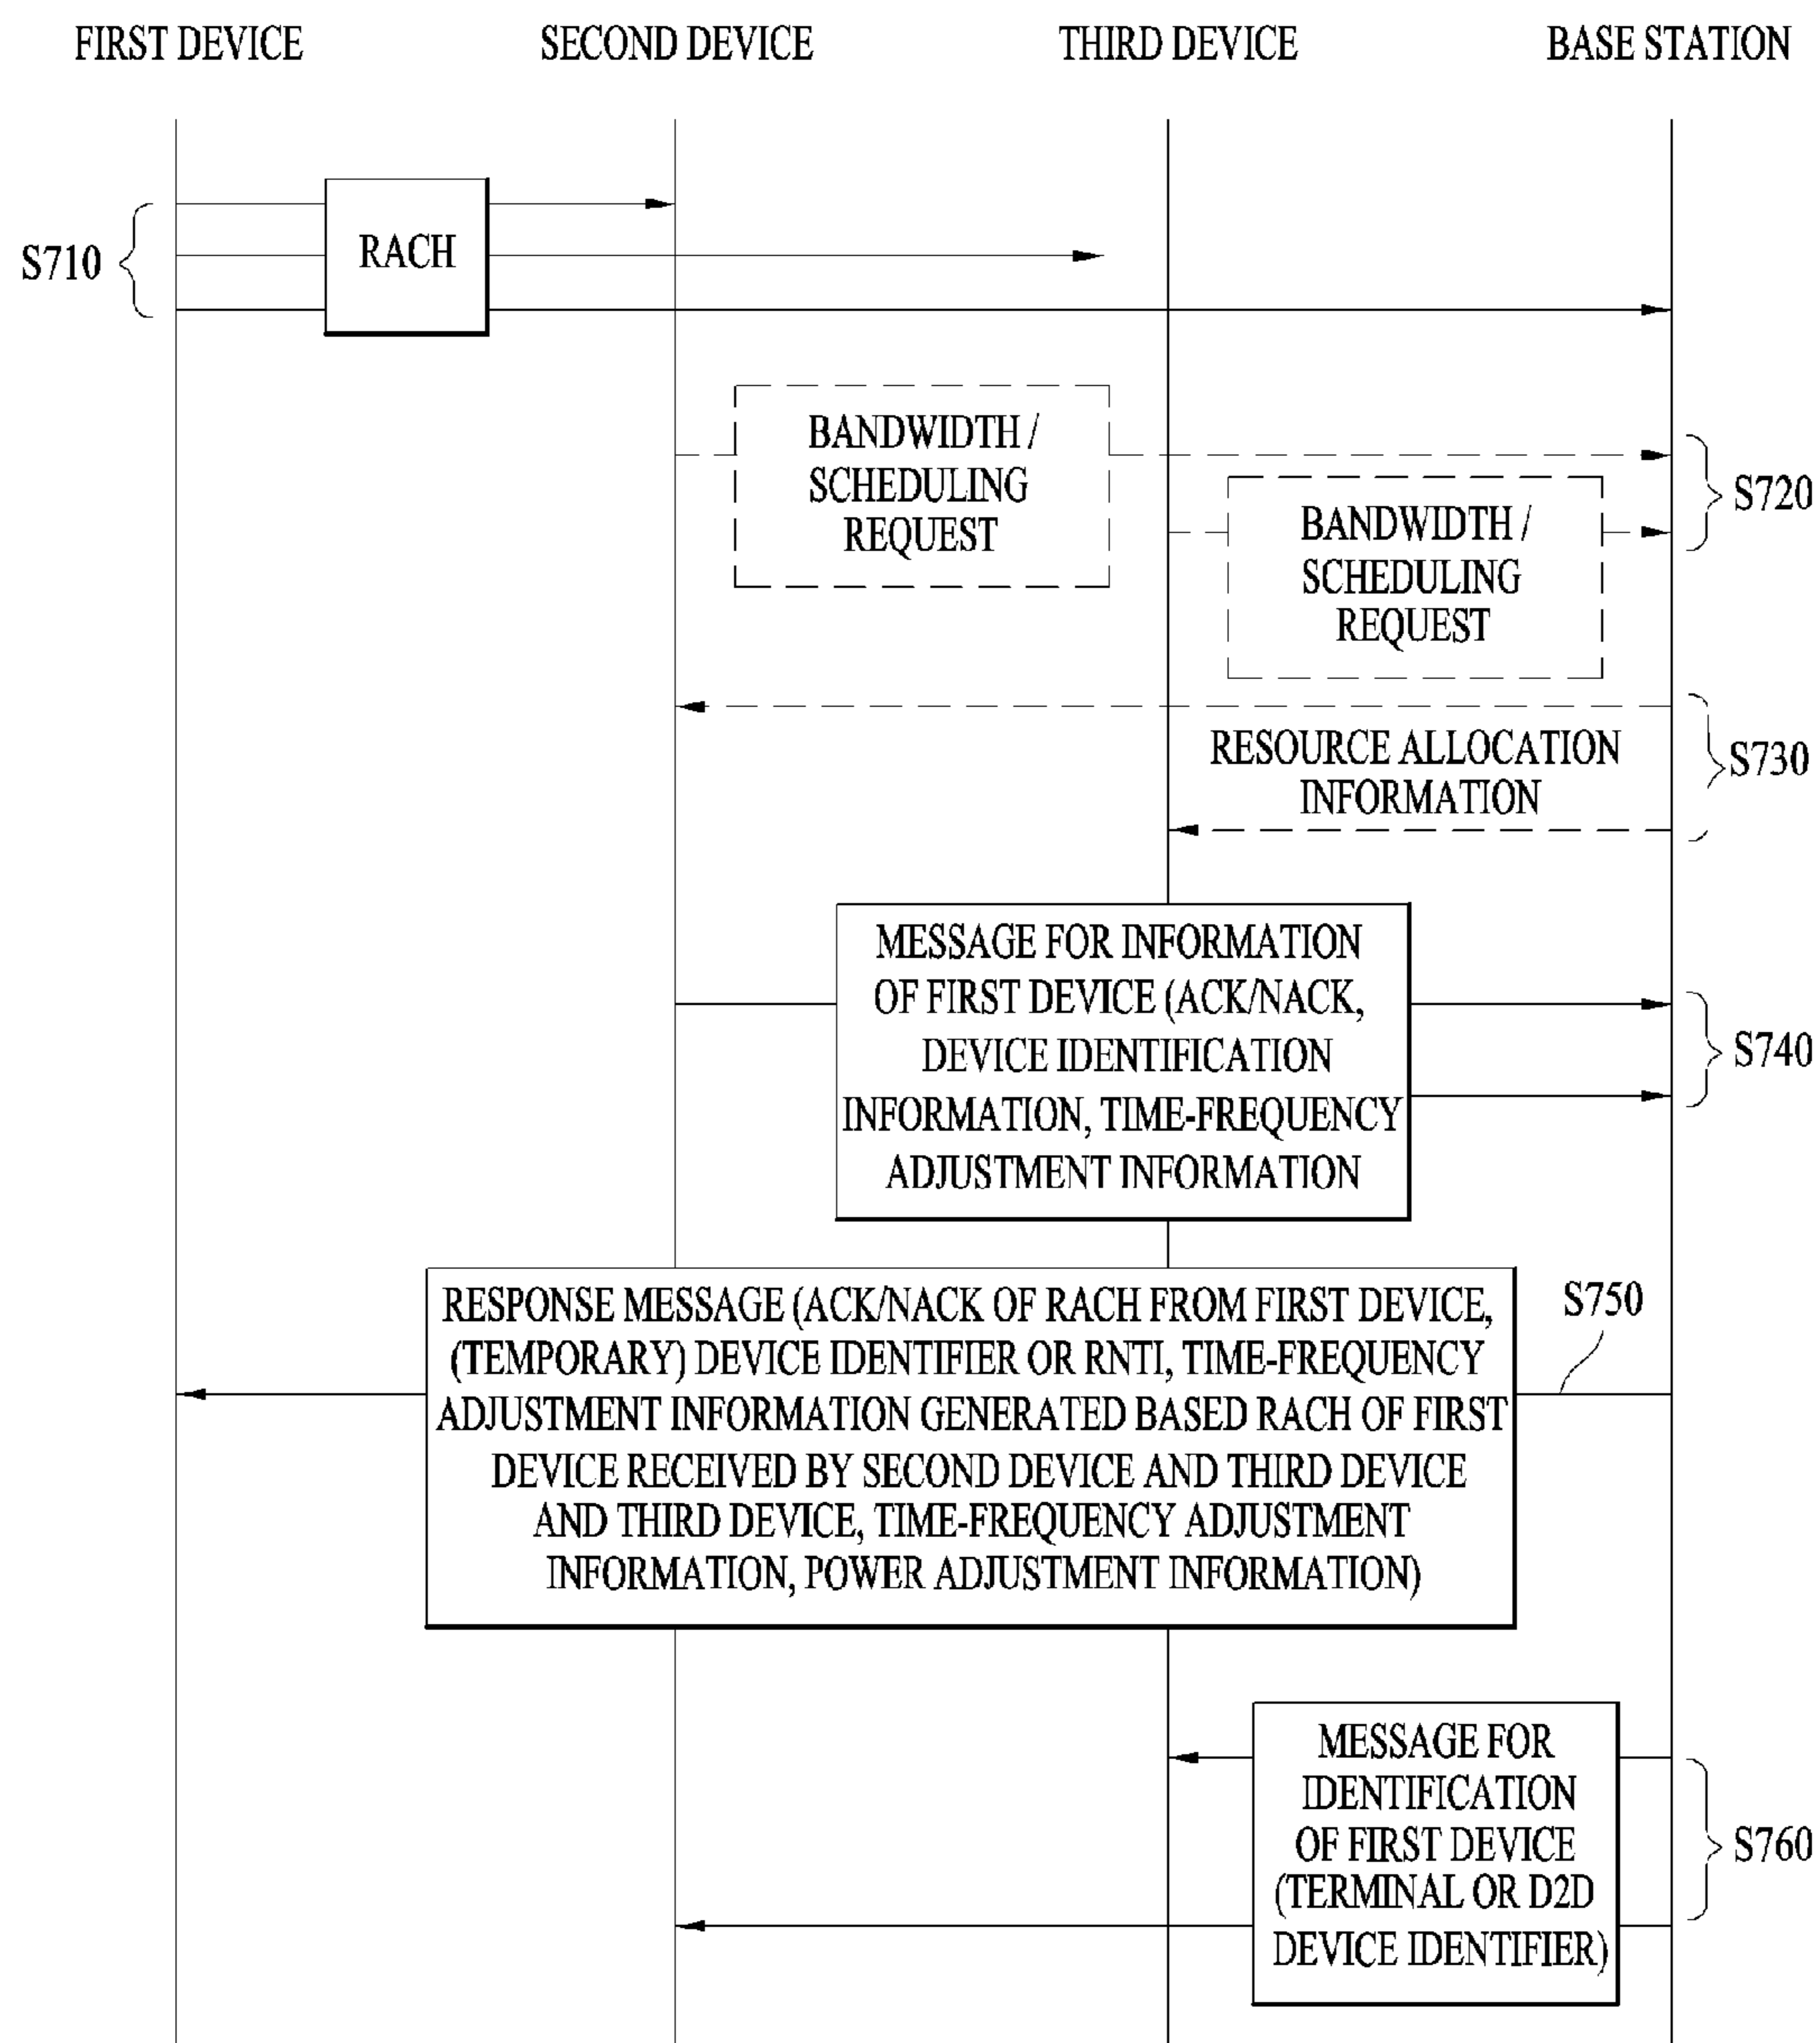 FIRST DEVICE SECOND DEVICE THIRD DEVICE BASE STATION
S710
RACH
BANDWIDTH /
SCHEDULING
REQUEST
S720
BANDWIDTH /
SCHEDULING
REQUEST
RESOURCE ALLOCATION
INFORMATION
S730
MESSAGE FOR INFORMATION
OF FIRST DEVICE (ACK/NACK,
DEVICE IDENTIFICATION
INFORMATION, TIME-FREQUENCY
ADJUSTMENT INFORMATION
S740
RESPONSE MESSAGE (ACK/NACK OF RACH FROM FIRST DEVICE,
(TEMPORARY) DEVICE IDENTIFIER OR RNTI, TIME-FREQUENCY
ADJUSTMENT INFORMATION GENERATED BASED RACH OF FIRST
DEVICE RECEIVED BY SECOND DEVICE AND THIRD DEVICE
AND THIRD DEVICE, TIME-FREQUENCY ADJUSTMENT
INFORMATION, POWER ADJUSTMENT INFORMATION)
S750
MESSAGE FOR
IDENTIFICATION
OF FIRST DEVICE
(TERMINAL OR D2D
DEVICE IDENTIFIER)
S760